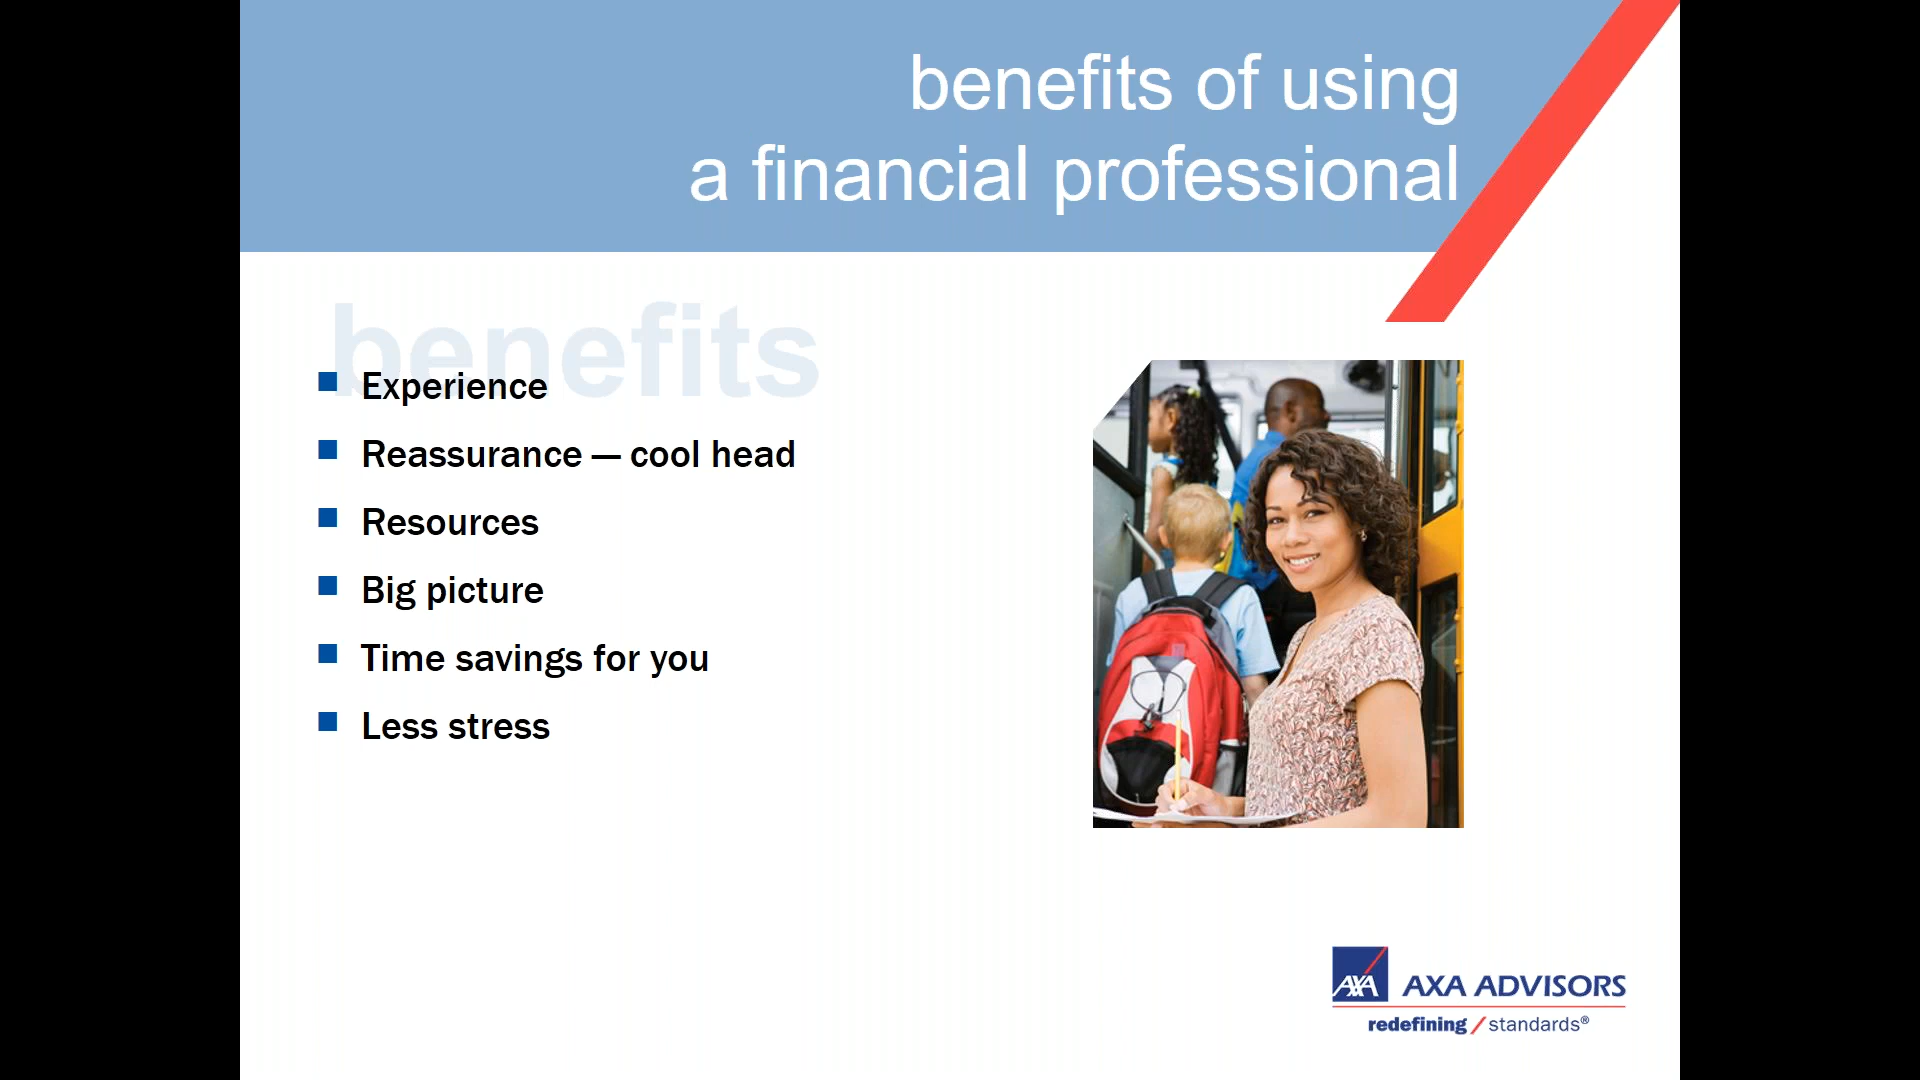 benefits of using
a financial professional
benefits
Experience
Reassurance — cool head
Resources
Big picture
Time savings for you
Less stress
AXA AXA ADVISORS
redefining / standards®